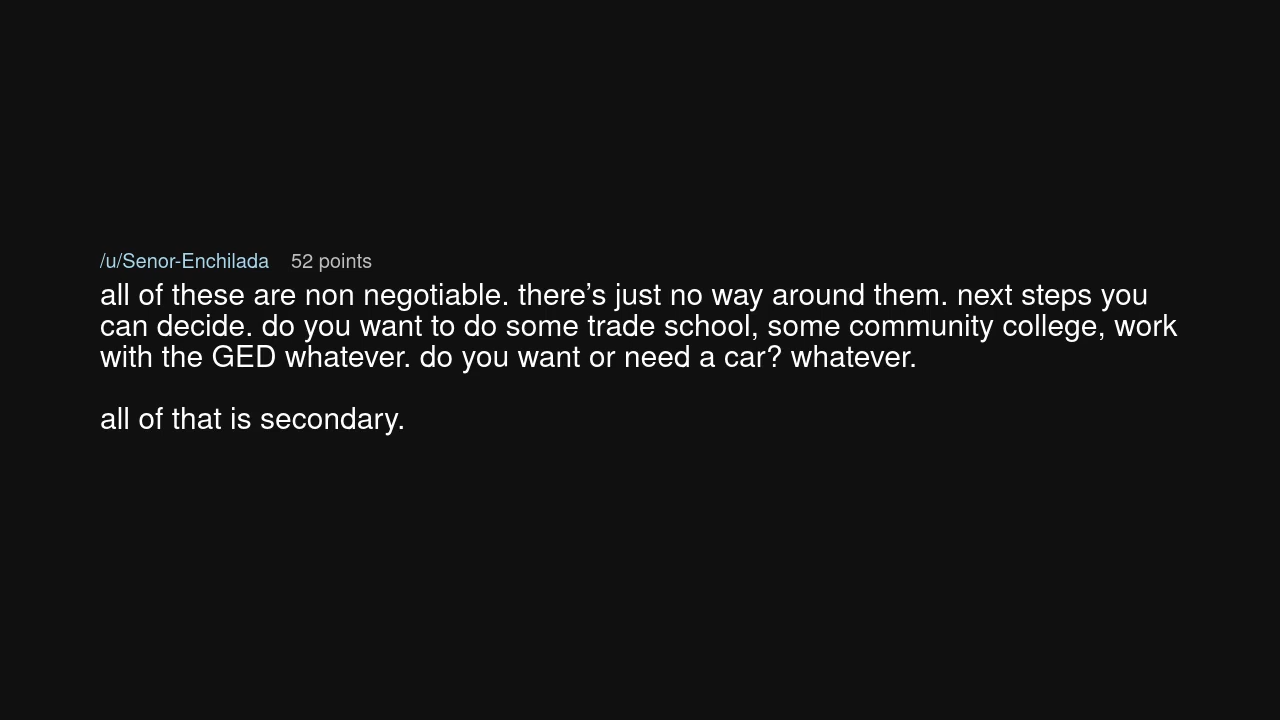 /u/Senor-Enchilada 52 points
all of these are non negotiable. there’s just no way around them. next steps you
can decide. do you want to do some trade school, some community college, work
with the GED whatever. do you want or need a car? whatever.
all of that is secondary.